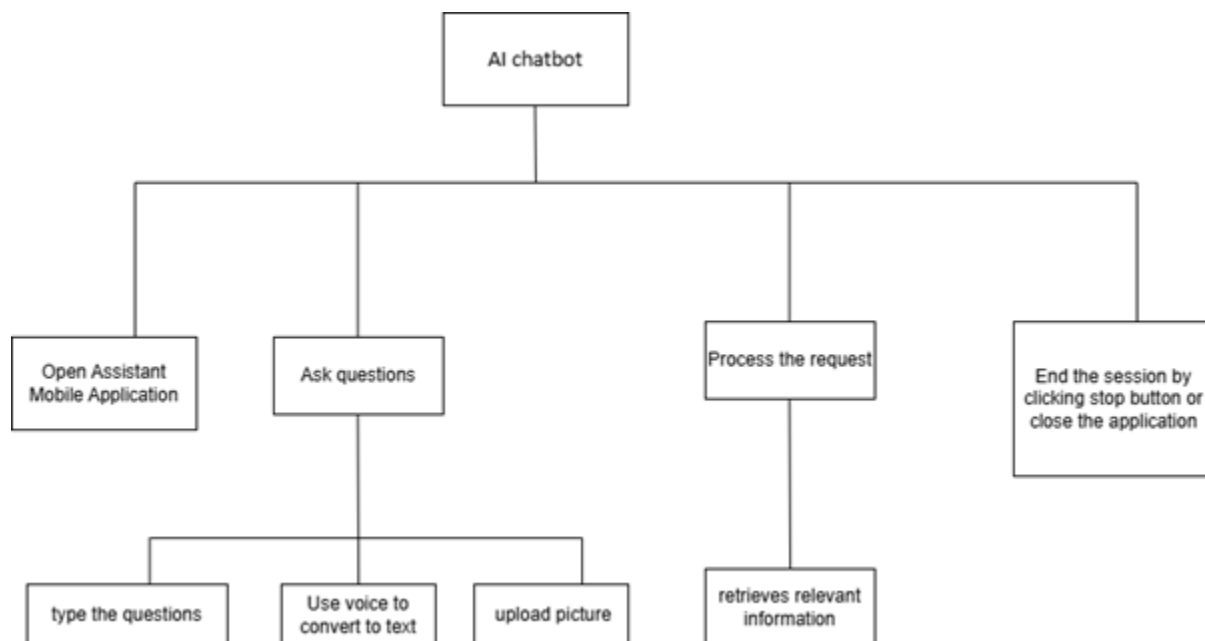 AI chatbot
Open Assistant
Mobile Application
Ask questions
Process the request
End the session by
clicking stop button or
close the application
type the questions
Use voice to
convert to text
upload picture
retrieves relevant
information